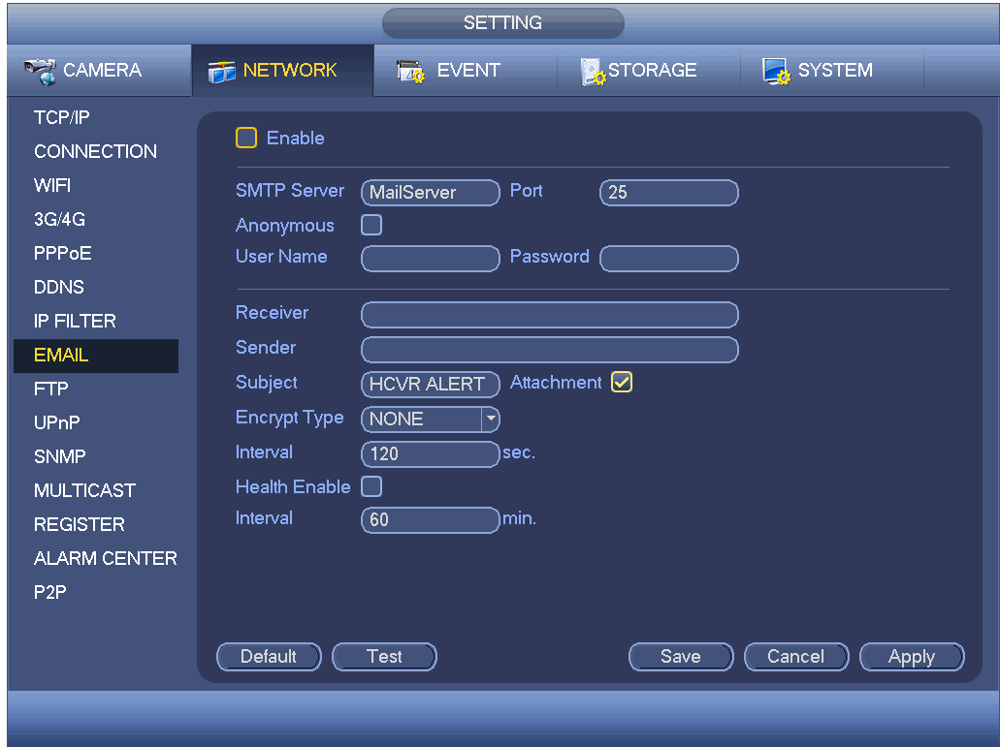 SETTING
CAMERA NETWORK EVENT STORAGE SYSTEM
TCP/IP
CONNECTION
WIFI
3G/4G
PPPoE
DDNS
IP FILTER
EMAIL
FTP
UPnP
SNMP
MULTICAST
REGISTER
ALARM CENTER
P2P
Enable
SMTP Server MailServer Port 25
Anonymous
User Name Password
Receiver
Sender
Subject HCVR ALERT Attachment
Encrypt Type NONE
Interval 120 sec.
Health Enable
Interval 60 min.
Default Test Save Cancel Apply